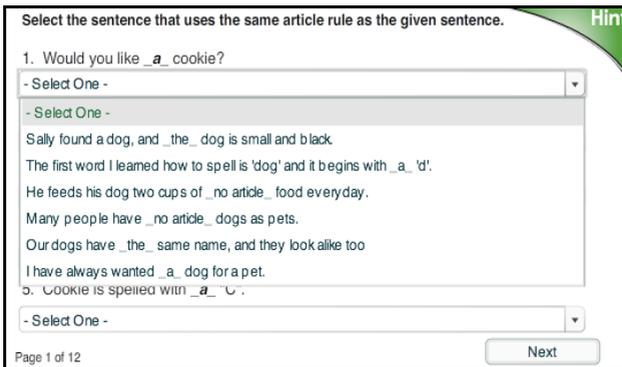 Select the sentence that uses the same article rule as the given sentence.
Hin
1. Would you like _a_ cookie?
- Select One -
- Select One -
Sally found a dog, and _the_ dog is small and black.
The first word I learned how to spell is 'dog' and it begins with _a_ 'd'.
He feeds his dog two cups of _no article_ food everyday.
Many people have _no article_ dogs as pets.
Our dogs have _the_ same name, and they look alike too
I have always wanted _a_ dog for a pet.
5. Cookie is spelled with _a_ "C".
- Select One -
Page 1 of 12
Next